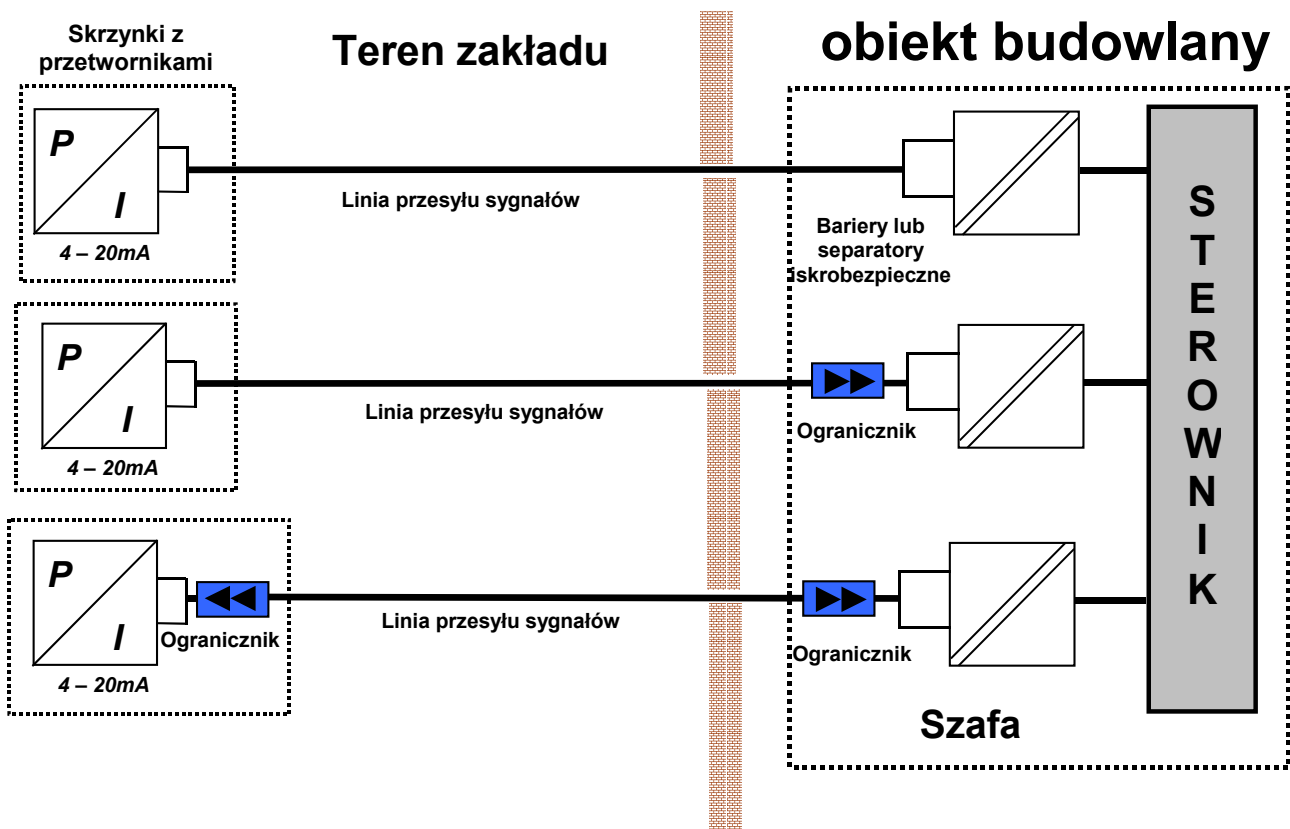 Skrzynki z
przetwornikami
Teren zakładu
obiekt budowlany
P
I
4 – 20mA
Linia przesyłu sygnałów
Bariery lub
separatory
iskrobezpieczne
P
I
4 – 20mA
Linia przesyłu sygnałów
Ogranicznik
P
I
4 – 20mA
Ogranicznik
Linia przesyłu sygnałów
Ogranicznik
S
T
E
R
O
W
N
I
K
Szafa